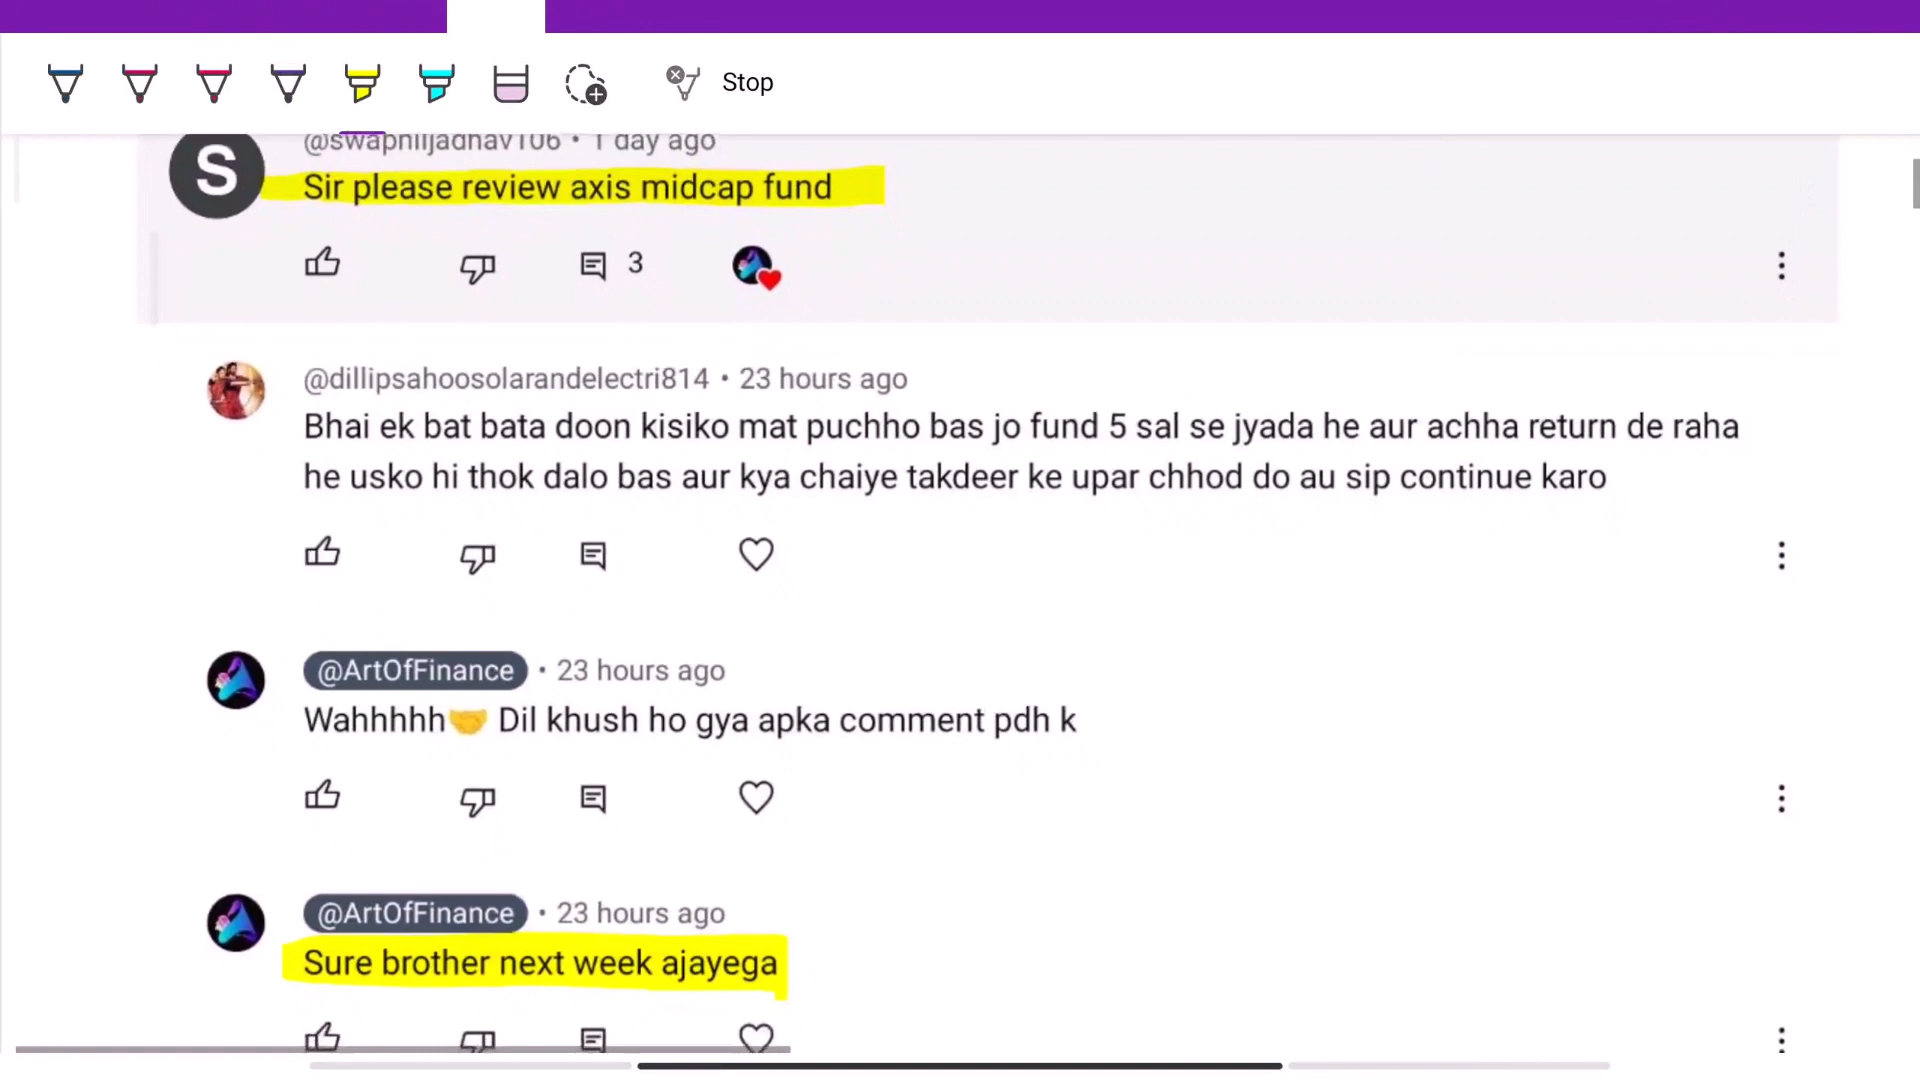 Stop
@swapniljadhav106 • 1 day ago
Sir please review axis midcap fund
3
@dillipsahoosolarandelectri814 • 23 hours ago
Bhai ek bat bata doon kisiko mat puchho bas jo fund 5 sal se jyada he aur achha return de raha
he usko hi thok dalo bas aur kya chaiye takdeer ke upar chhod do au sip continue karo
@ArtOfFinance • 23 hours ago
Wahhhhh🤝 Dil khush ho gya apka comment pdh k
@ArtOfFinance • 23 hours ago
Sure brother next week ajayega